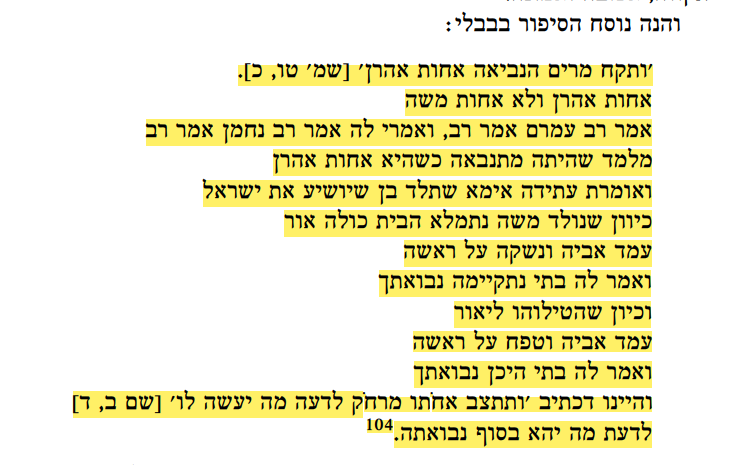 והנה נוסח הסיפור בבבלי:
'ותקח מרים הנביאה אחות אהרן' [שמ' טו, כ].
אחות אהרן ולא אחות משה
אמר רב עמרם אמר רב, ואמרי לה אמר רב נחמן אמר רב
מלמד שהיתה מתנבאה כשהיא אחות אהרן
ואומרת עתידה אימא שתלד בן שיושיע את ישראל
כיוון שנולד משה נתמלא הבית כולה אור
עמד אביה ונשקה על ראשה
ואמר לה בתי נתקיימה נבואתך
וכיון שהטילוהו ליאור
עמד אביה וטפח על ראשה
ואמר לה בתי היכן נבואתך
והיינו דכתיב 'ותתצב אחֹתו מרחֹק לדעה מה יעשה לו' [שם ב, ד]
לדעת מה יהא בסוף נבואתה.104